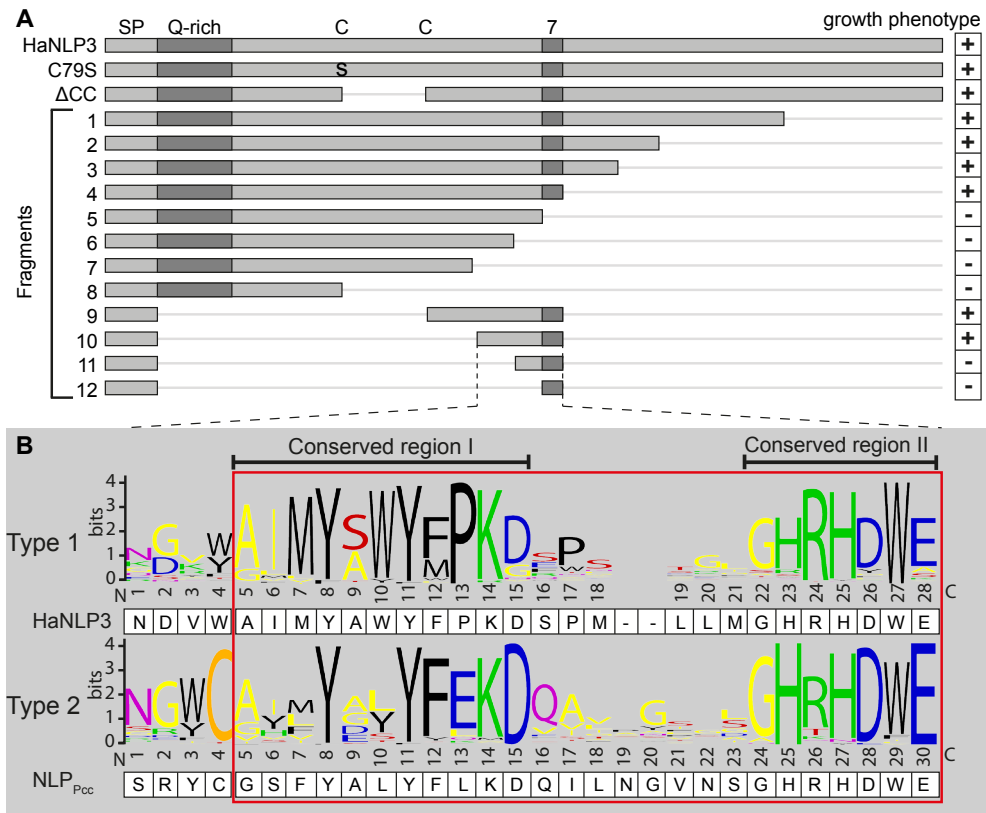 A
SP Q-rich C C 7 growth phenotype
HaNLP3 +
C79S S +
ΔCC +
Fragments
1 +
2 +
3 +
4 +
5 -
6 -
7 -
8 -
9 +
10 +
11 -
12 -
B
Conserved region I Conserved region II
Type 1
bits
4
3
2
1
0
N 1 2 3 4 5 6 7 8 9 10 11 12 13 14 15 16 17 18 19 20 21 22 23 24 25 26 27 28 C
HaNLP3 N D V W A I M Y A W Y F P K D S P M - - L L M G H R H D W E
Type 2
bits
4
3
2
1
0
N 1 2 3 4 5 6 7 8 9 10 11 12 13 14 15 16 17 18 19 20 21 22 23 24 25 26 27 28 29 30 C
NLPPcc S R Y C G S F Y A L Y F L K D Q I L N G V N S G H R H D W E